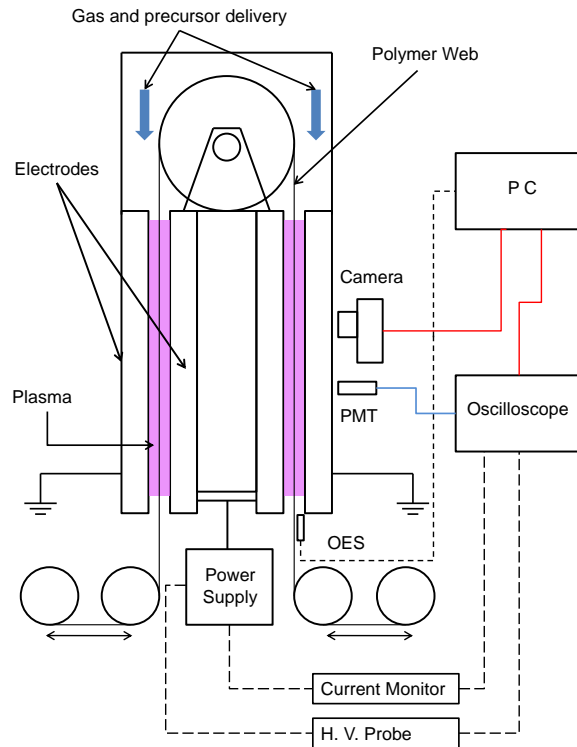 Gas and precursor delivery
Polymer Web
Electrodes
P C
Camera
Plasma
PMT
Oscilloscope
OES
Power
Supply
Current Monitor
H. V. Probe